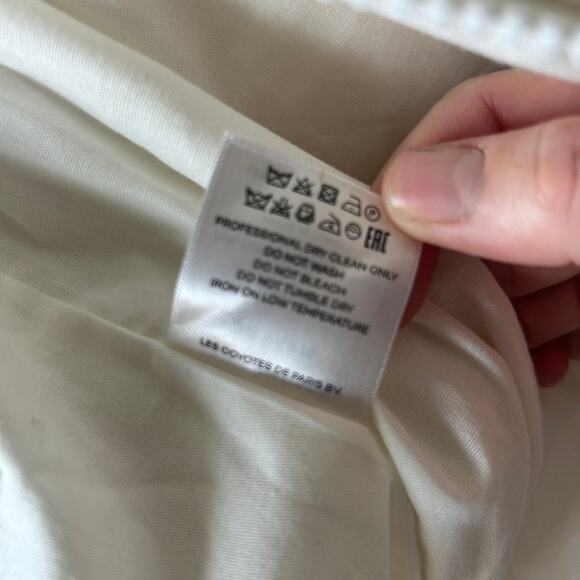 EAC
PROFESSIONAL DRY CLEAN ONLY
DO NOT WASH
DO NOT BLEACH
DO NOT TUMBLE DRY
IRON ON LOW TEMPERATURE
LES COYOTES DE PARIS B.V.